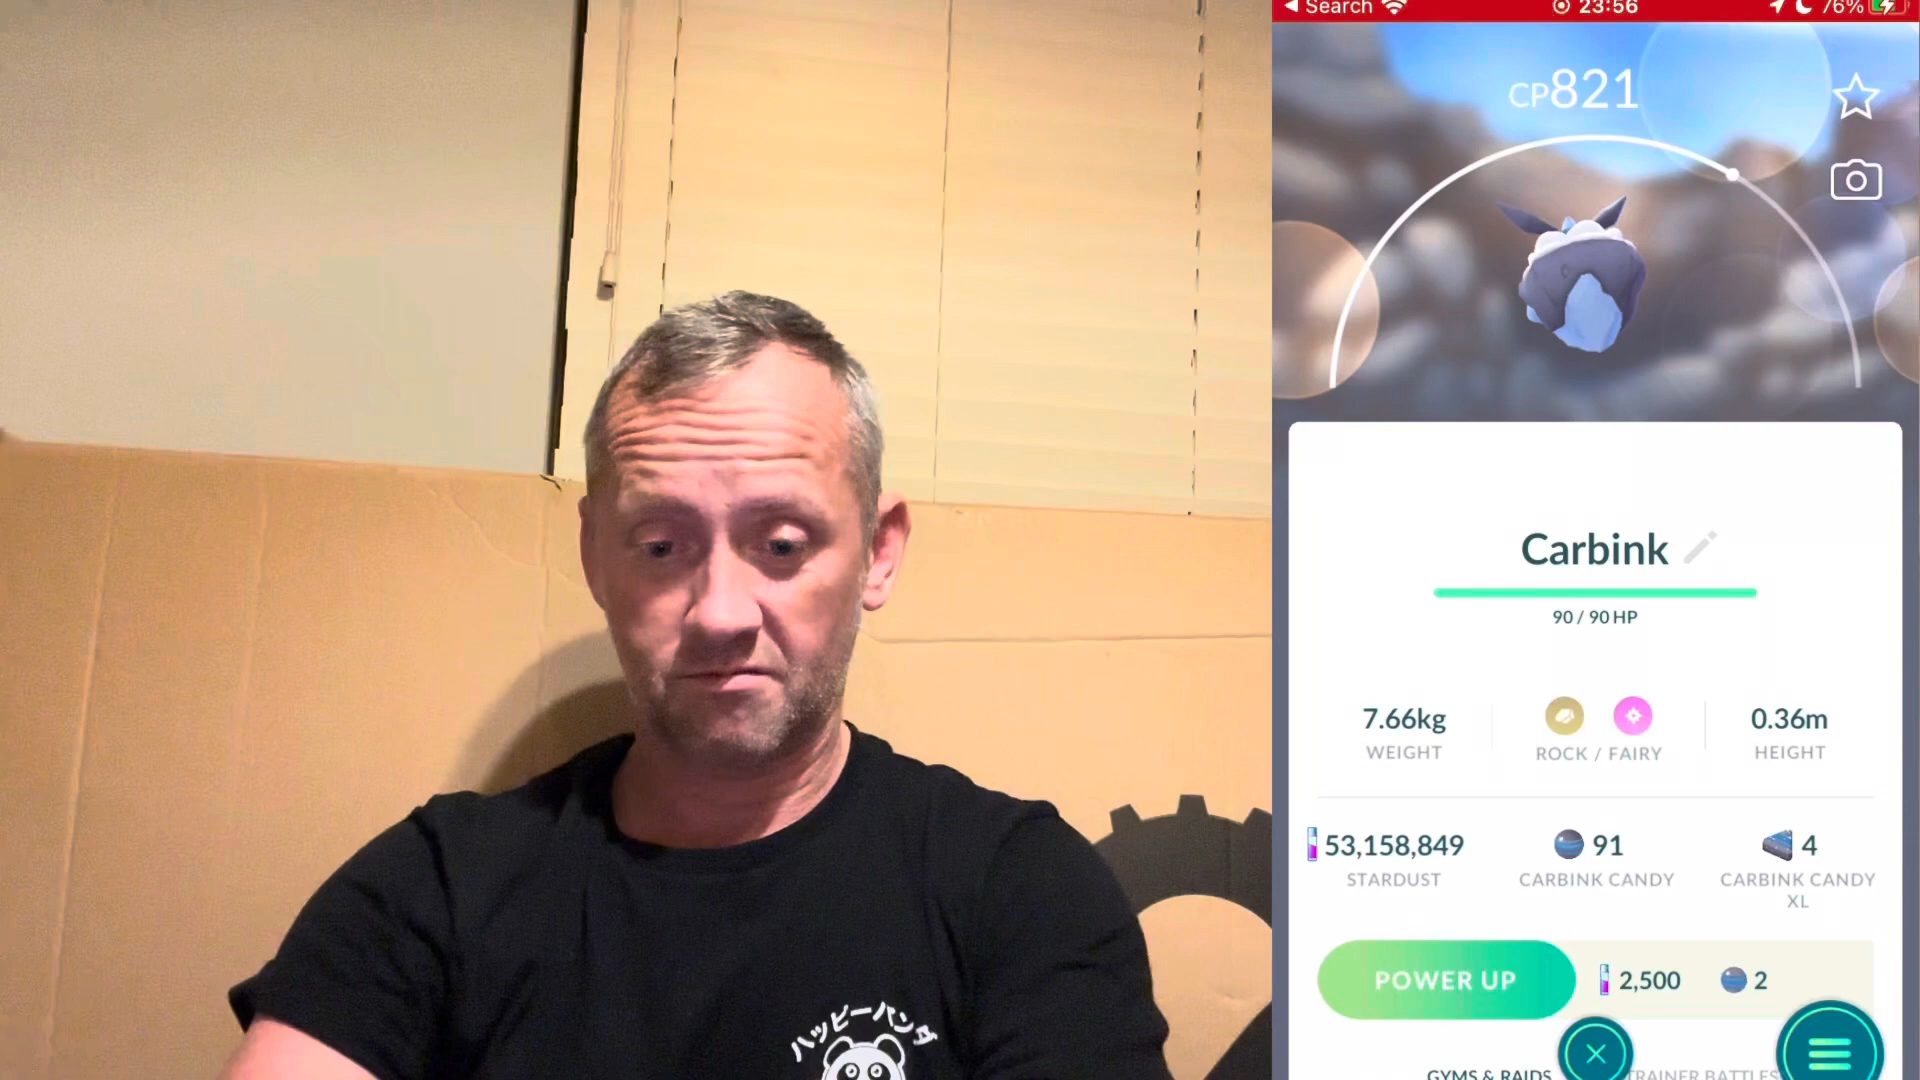 ハッピーパンダ
Search
23:56
76%
CP821
Carbink
90 / 90 HP
7.66kg
WEIGHT
ROCK / FAIRY
0.36m
HEIGHT
53,158,849
STARDUST
91
CARBINK CANDY
4
CARBINK CANDY
XL
POWER UP
2,500
2
GYMS & RAIDS
TRAINER BATTLES